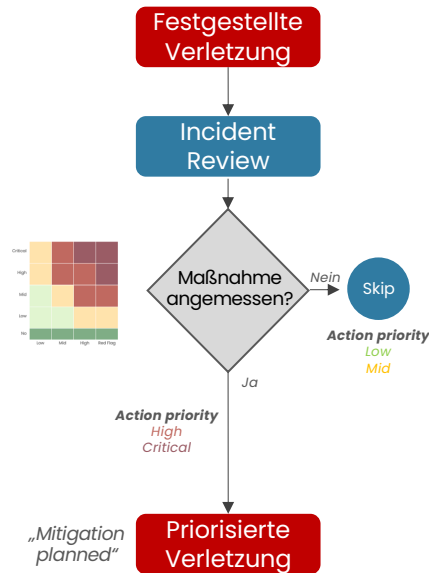 Festgestellte
Verletzung
Incident
Review
Critical
High
Mid
Low
No
Low Mid High Red Flag
Maßnahme
angemessen?
Nein
Skip
Action priority
Low
Mid
Ja
Action priority
High
Critical
„Mitigation
planned“
Priorisierte
Verletzung